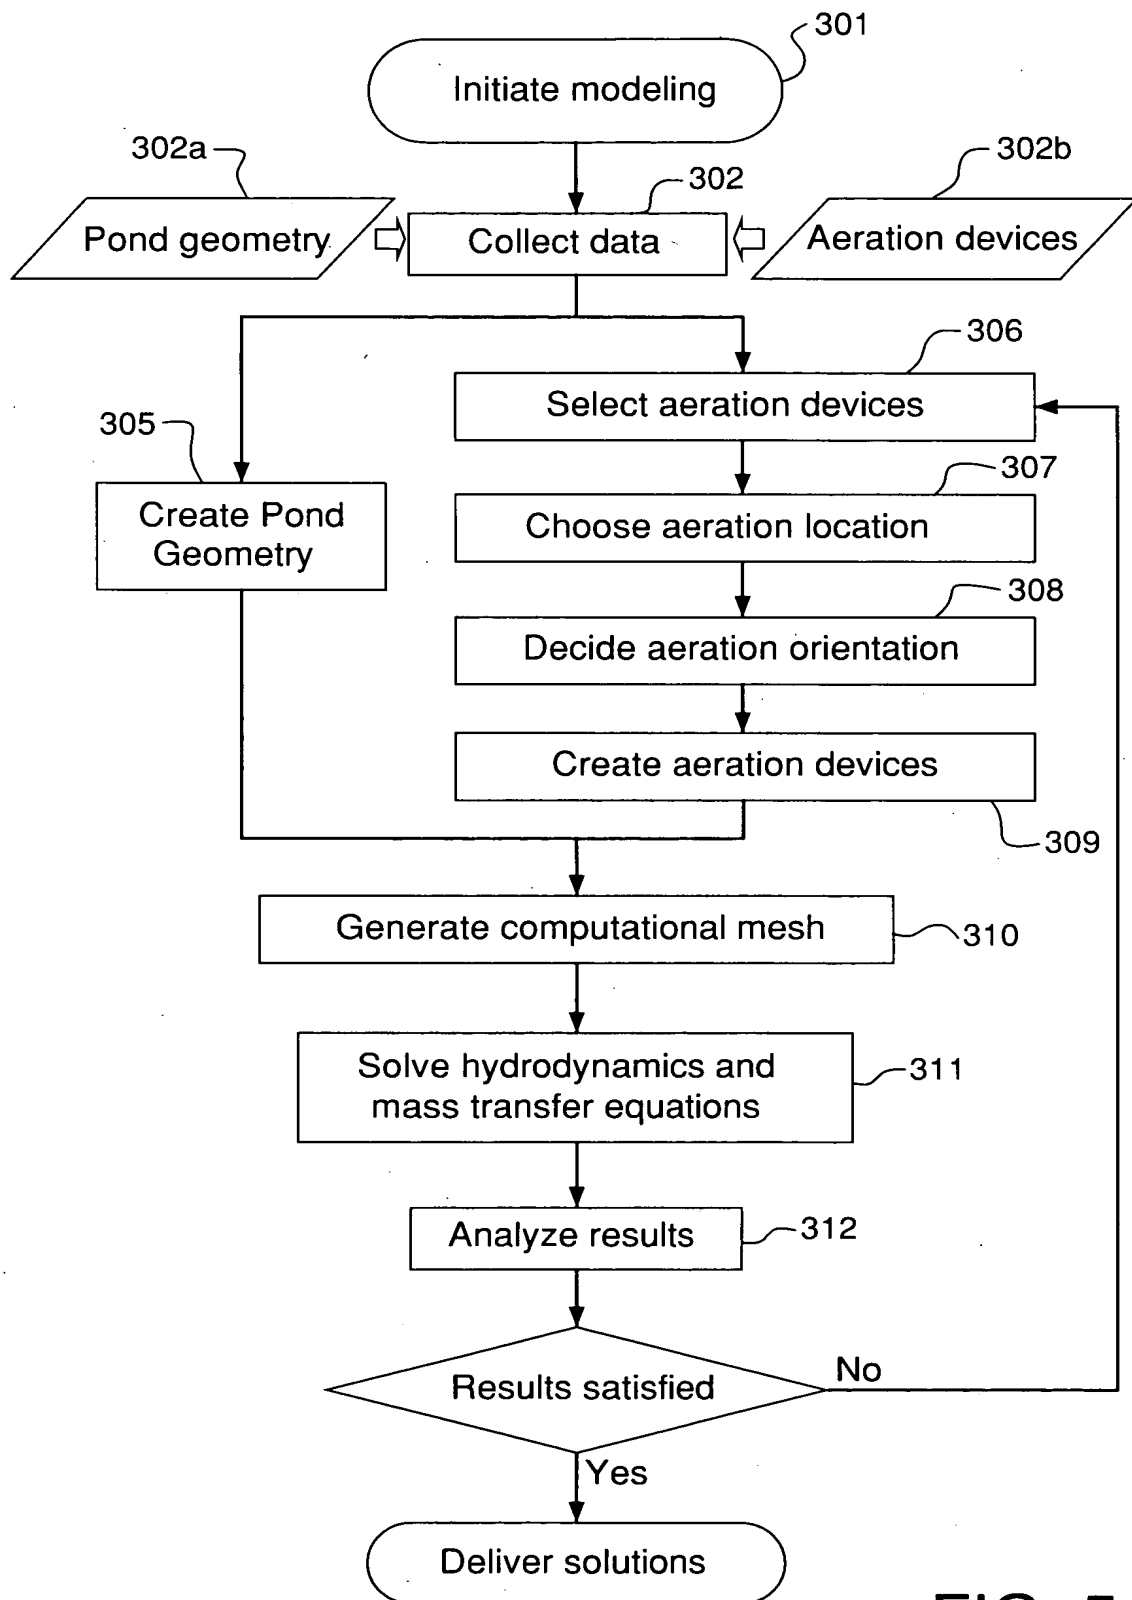 301
Initiate modeling
302a
302
302b
Pond geometry
Collect data
Aeration devices
306
Select aeration devices
305
307
Create Pond
Geometry
Choose aeration location
308
Decide aeration orientation
Create aeration devices
309
Generate computational mesh
310
Solve hydrodynamics and
mass transfer equations
311
Analyze results
312
Results satisfied
No
Yes
Deliver solutions